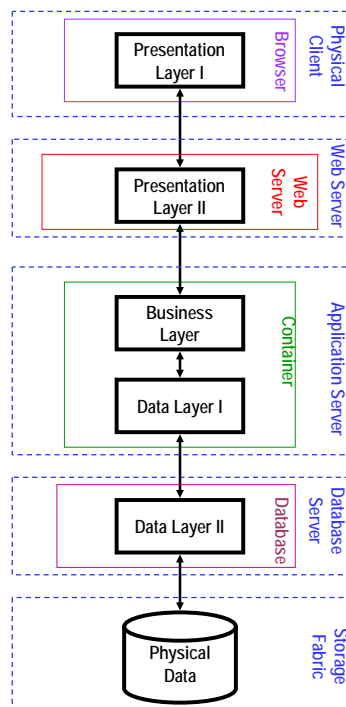 Presentation
Layer I
Browser
Physical
Client
Presentation
Layer II
Web
Server
Web Server
Business
Layer
Data Layer I
Container
Application Server
Data Layer II
Database
Database
Server
Physical
Data
Storage
Fabric